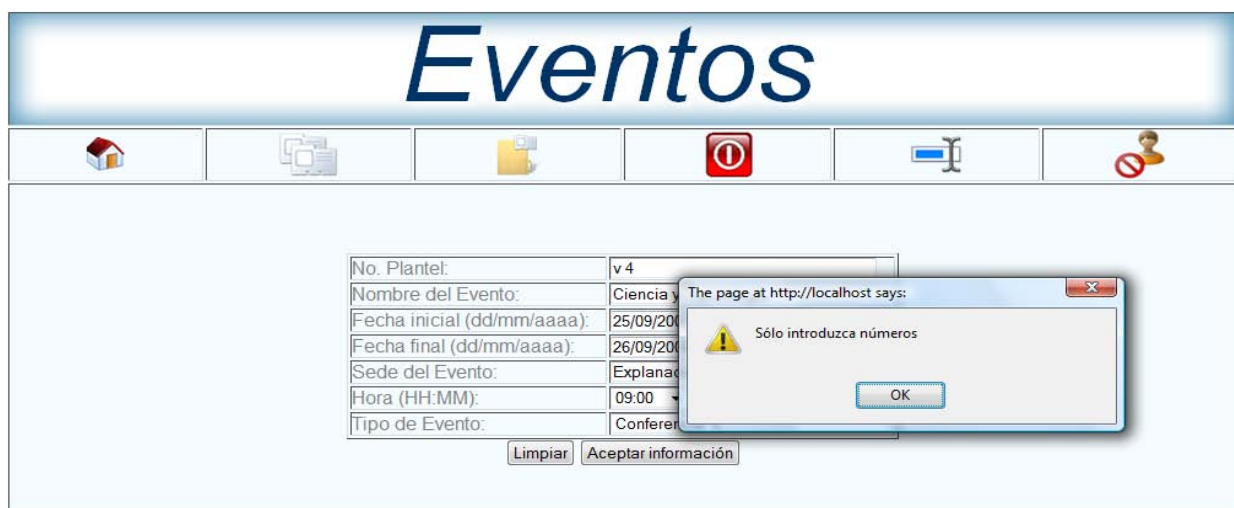 Eventos
No. Plantel: v 4
Nombre del Evento: Ciencia y
Fecha inicial (dd/mm/aaaa): 25/09/200
Fecha final (dd/mm/aaaa): 26/09/200
Sede del Evento: Explanad
Hora (HH:MM): 09:00
Tipo de Evento:
The page at http://localhost says:
Sólo introduzca números
OK
Limpiar Aceptar información